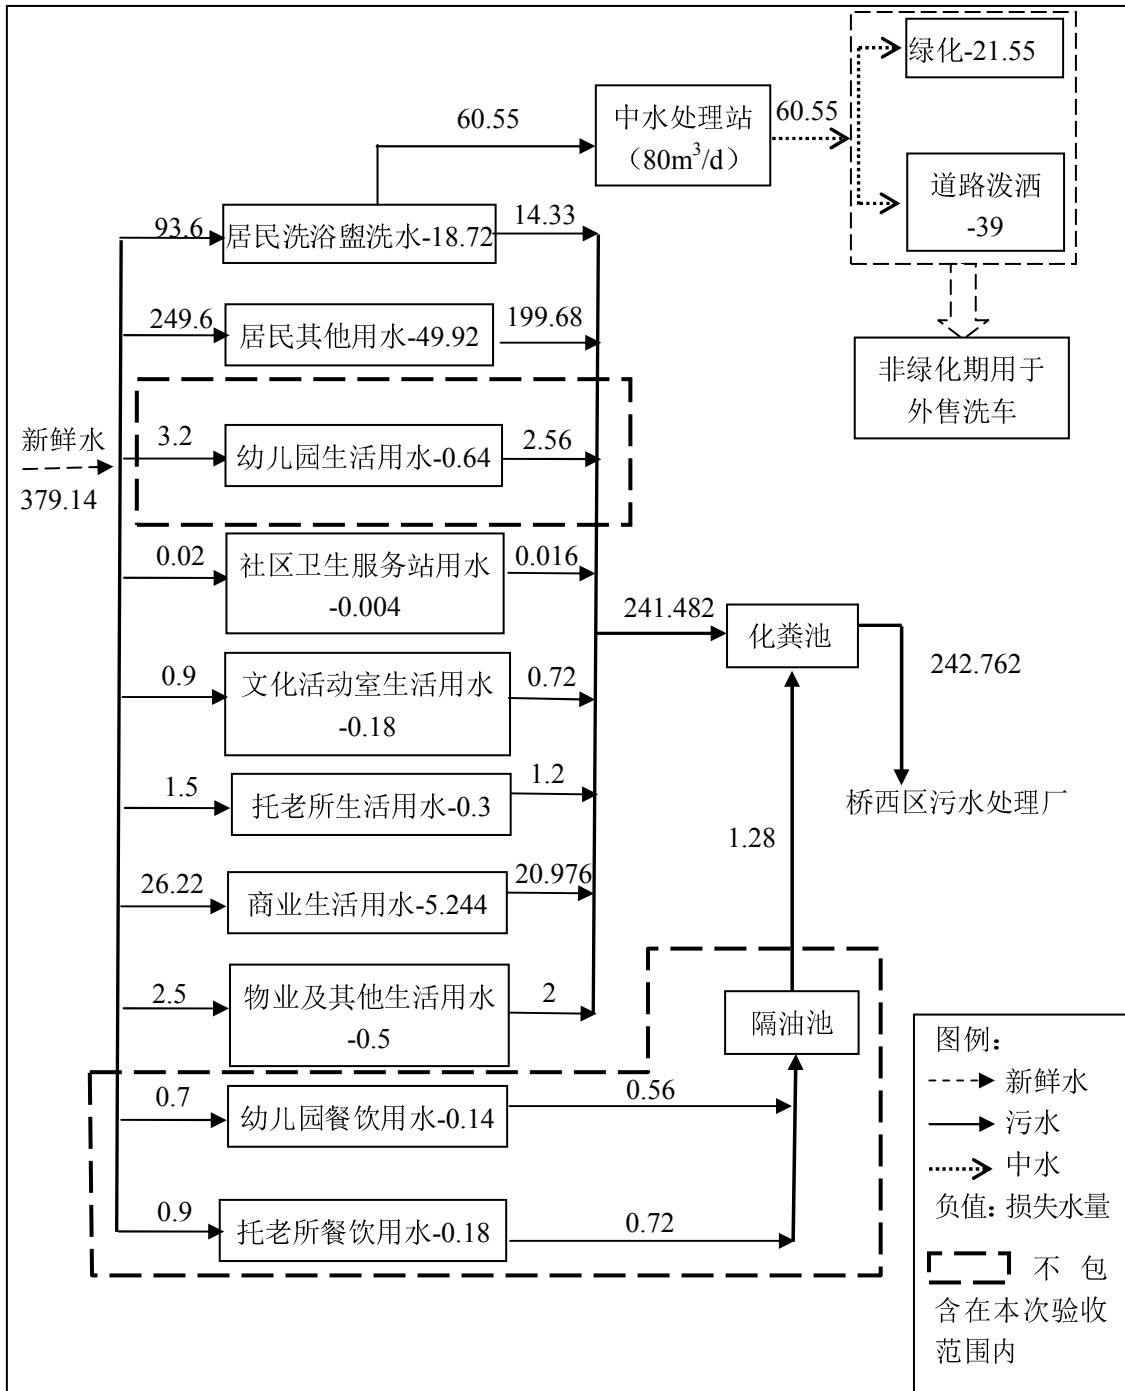 绿化-21.55
60.55
中水处理站
（80m³/d）
60.55
道路泼洒
-39
93.6
居民洗浴盥洗水-18.72
14.33
249.6
居民其他用水-49.92
199.68
非绿化期用于
外售洗车
新鲜水
379.14
3.2
幼儿园生活用水-0.64
2.56
0.02
社区卫生服务站用水
-0.004
0.016
241.482
化粪池
242.762
0.9
文化活动室生活用水
-0.18
0.72
1.5
托老所生活用水-0.3
1.2
桥西区污水处理厂
1.28
26.22
商业生活用水-5.244
20.976
2.5
物业及其他生活用水
-0.5
2
隔油池
0.7
幼儿园餐饮用水-0.14
0.56
0.9
托老所餐饮用水-0.18
0.72
图例：
新鲜水
污水
中水
负值：损失水量
不 包
含在本次验收
范围内